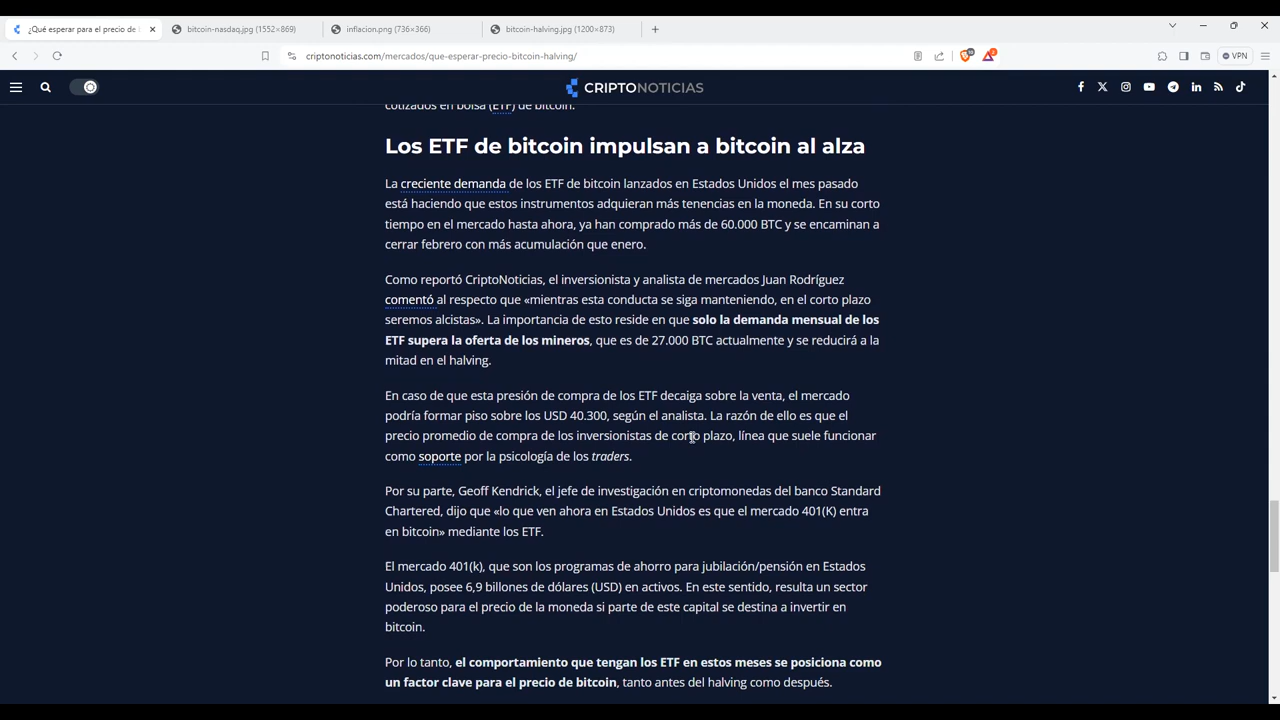 ¿Qué esperar para el precio de l
bitcoin-nasdaq.jpg (1552×869)
inflacion.png (736×366)
bitcoin-halving.jpg (1200×873)
criptonoticias.com/mercados/que-esperar-precio-bitcoin-halving/
VPN
CRIPTONOTICIAS
cotizados en bolsa (ETF) de bitcoin.
Los ETF de bitcoin impulsan a bitcoin al alza
La creciente demanda de los ETF de bitcoin lanzados en Estados Unidos el mes pasado
está haciendo que estos instrumentos adquieran más tenencias en la moneda. En su corto
tiempo en el mercado hasta ahora, ya han comprado más de 60.000 BTC y se encaminan a
cerrar febrero con más acumulación que enero.
Como reportó CriptoNoticias, el inversionista y analista de mercados Juan Rodríguez
comentó al respecto que «mientras esta conducta se siga manteniendo, en el corto plazo
seremos alcistas». La importancia de esto reside en que solo la demanda mensual de los
ETF supera la oferta de los mineros, que es de 27.000 BTC actualmente y se reducirá a la
mitad en el halving.
En caso de que esta presión de compra de los ETF decaiga sobre la venta, el mercado
podría formar piso sobre los USD 40.300, según el analista. La razón de ello es que el
precio promedio de compra de los inversionistas de corto plazo, línea que suele funcionar
como soporte por la psicología de los traders.
Por su parte, Geoff Kendrick, el jefe de investigación en criptomonedas del banco Standard
Chartered, dijo que «lo que ven ahora en Estados Unidos es que el mercado 401(K) entra
en bitcoin» mediante los ETF.
El mercado 401(k), que son los programas de ahorro para jubilación/pensión en Estados
Unidos, posee 6,9 billones de dólares (USD) en activos. En este sentido, resulta un sector
poderoso para el precio de la moneda si parte de este capital se destina a invertir en
bitcoin.
Por lo tanto, el comportamiento que tengan los ETF en estos meses se posiciona como
un factor clave para el precio de bitcoin, tanto antes del halving como después.